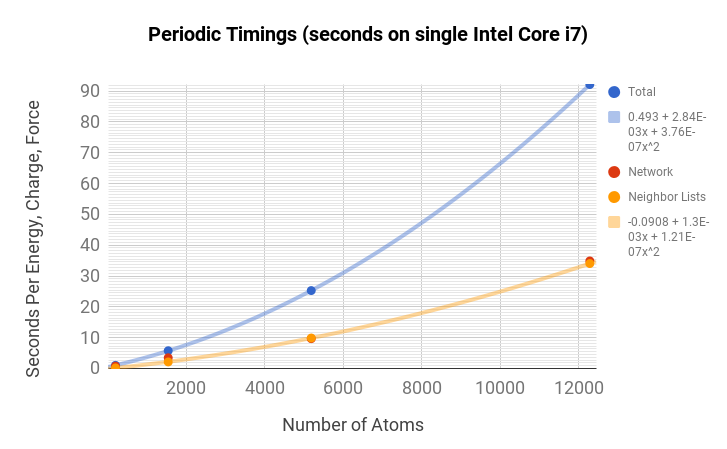 Periodic Timings (seconds on single Intel Core i7)
Seconds Per Energy, Charge, Force
90
80
70
60
50
40
30
20
10
0
2000 4000 6000 8000 10000 12000
Number of Atoms
Total
0.493 + 2.84E-
03x + 3.76E-
07x^2
Network
Neighbor Lists
-0.0908 + 1.3E-
03x + 1.21E-
07x^2